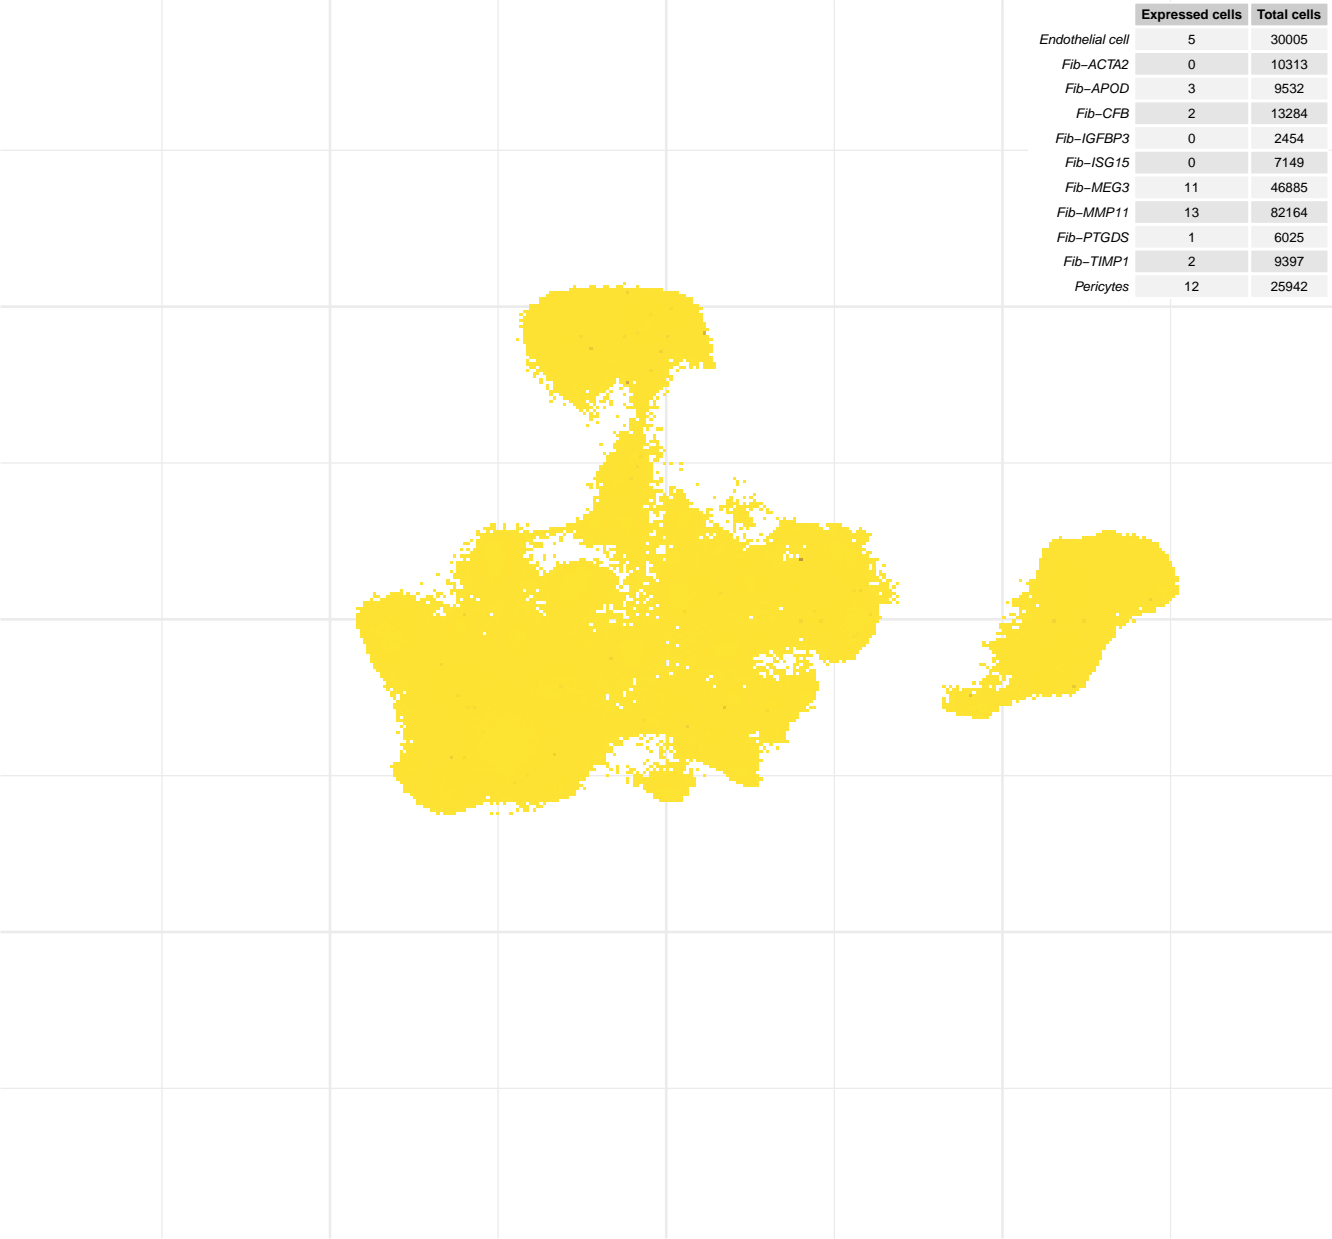 Expressed cells Total cells
Endothelial cell 5 30005
Fib−ACTA2 0 10313
Fib−APOD 3 9532
Fib−CFB 2 13284
Fib−IGFBP3 0 2454
Fib−ISG15 0 7149
Fib−MEG3 11 46885
Fib−MMP11 13 82164
Fib−PTGDS 1 6025
Fib−TIMP1 2 9397
Pericytes 12 25942